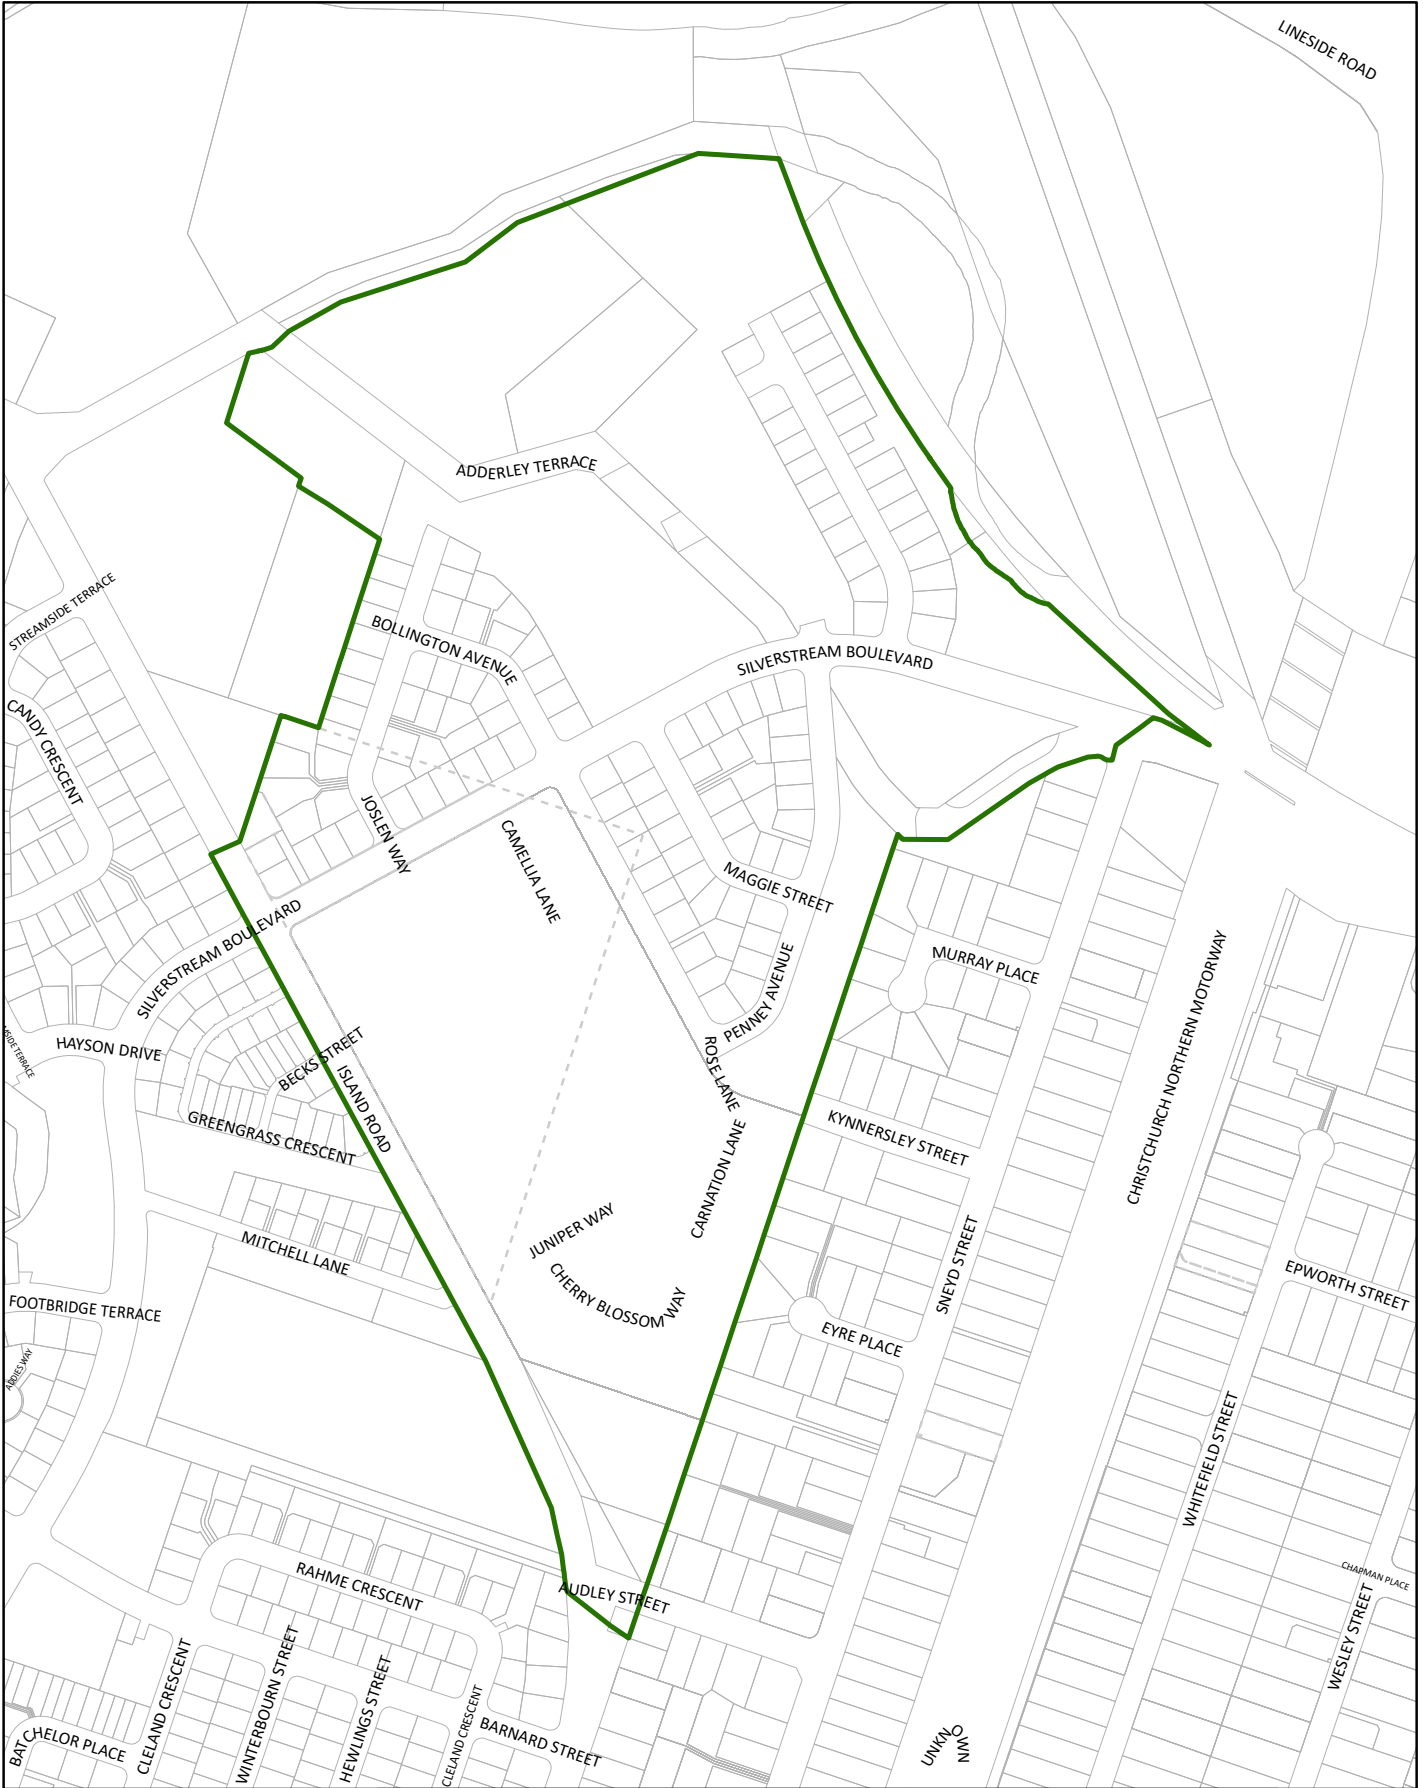 LINESIDE ROAD
ADDERLEY TERRACE
STREAMSIDE TERRACE
BOLLINGTON AVENUE
SILVERSTREAM BOULEVARD
CANDY CRESCENT
JOSLEN WAY
CAMELLIA LANE
MAGGIE STREET
SILVERSTREAM BOULEVARD
MURRAY PLACE
PENNEY AVENUE
CHRISTCHURCH NORTHERN MOTORWAY
HAYSON DRIVE
MSIDE TERRACE
BECKS STREET
ISLAND ROAD
ROSE LANE
GREENGRASS CRESCENT
KYNNERSLEY STREET
CARNATION LANE
JUNIPER WAY
MITCHELL LANE
CHERRY BLOSSOM WAY
SNEYD STREET
EPWORTH STREET
FOOTBRIDGE TERRACE
EYRE PLACE
ADDIES WAY
WHITEFIELD STREET
RAHME CRESCENT
AUDLEY STREET
CHAPMAN PLACE
WESLEY STREET
CLELAND CRESCENT
WINTERBOURN STREET
HEWLINGS STREET
CLELAND CRESCENT
BARNARD STREET
BATCHELOR PLACE
UNKNOWN